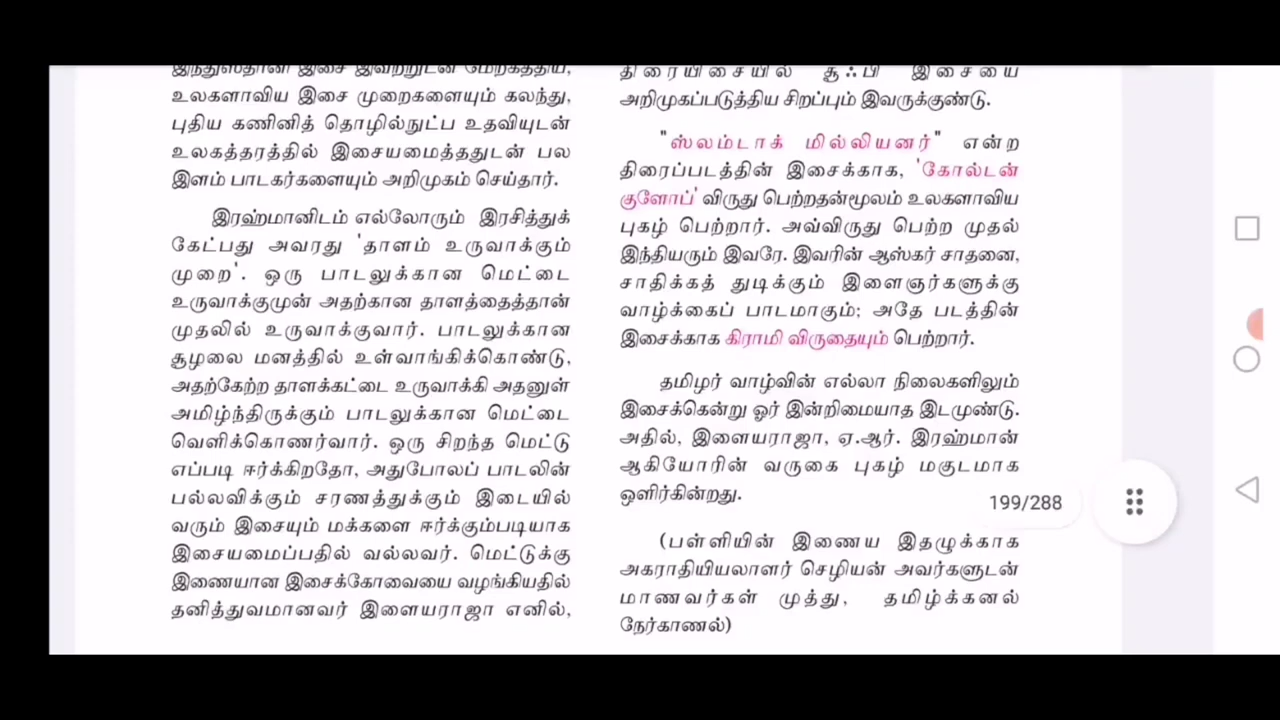 இந்துஸ்தானி இசை இவற்றுடன் மேற்கத்திய,
உலகளாவிய இசை முறைகளையும் கலந்து,
புதிய கணினித் தொழில்நுட்ப உதவியுடன்
உலகத்தரத்தில் இசையமைத்ததுடன் பல
இளம் பாடகர்களையும் அறிமுகம் செய்தார்.
இரஹ்மானிடம் எல்லோரும் இரசித்துக்
கேட்பது அவரது 'தாளம் உருவாக்கும்
முறை'. ஒரு பாடலுக்கான மெட்டை
உருவாக்குமுன் அதற்கான தாளத்தைத்தான்
முதலில் உருவாக்குவார். பாடலுக்கான
சூழலை மனத்தில் உள்வாங்கிக்கொண்டு,
அதற்கேற்ற தாளக்கட்டை உருவாக்கி அதனுள்
அமிழ்ந்திருக்கும் பாடலுக்கான மெட்டை
வெளிக்கொணர்வார். ஒரு சிறந்த மெட்டு
எப்படி ஈர்க்கிறதோ, அதுபோலப் பாடலின்
பல்லவிக்கும் சரணத்துக்கும் இடையில்
வரும் இசையும் மக்களை ஈர்க்கும்படியாக
இசையமைப்பதில் வல்லவர். மெட்டுக்கு
இணையான இசைக்கோவையை வழங்கியதில்
தனித்துவமானவர் இளையராஜா எனில்,
திரையிசையில் சூஃபி இசையை
அறிமுகப்படுத்திய சிறப்பும் இவருக்குண்டு.
"ஸ்லம்டாக் மில்லியனர்" என்ற
திரைப்படத்தின் இசைக்காக, 'கோல்டன்
குளோப்' விருது பெற்றதன்மூலம் உலகளாவிய
புகழ் பெற்றார். அவ்விருது பெற்ற முதல்
இந்தியரும் இவரே. இவரின் ஆஸ்கர் சாதனை,
சாதிக்கத் துடிக்கும் இளைஞர்களுக்கு
வாழ்க்கைப் பாடமாகும்; அதே படத்தின்
இசைக்காக கிராமி விருதையும் பெற்றார்.
தமிழர் வாழ்வின் எல்லா நிலைகளிலும்
இசைக்கென்று ஓர் இன்றிமையாத இடமுண்டு.
அதில், இளையராஜா, ஏ.ஆர். இரஹ்மான்
ஆகியோரின் வருகை புகழ் மகுடமாக
ஒளிர்கின்றது.
(பள்ளியின் இணைய இதழுக்காக
அகராதியியலாளர் செழியன் அவர்களுடன்
மாணவர்கள் முத்து, தமிழ்க்கனல்
நேர்காணல்)
199/288